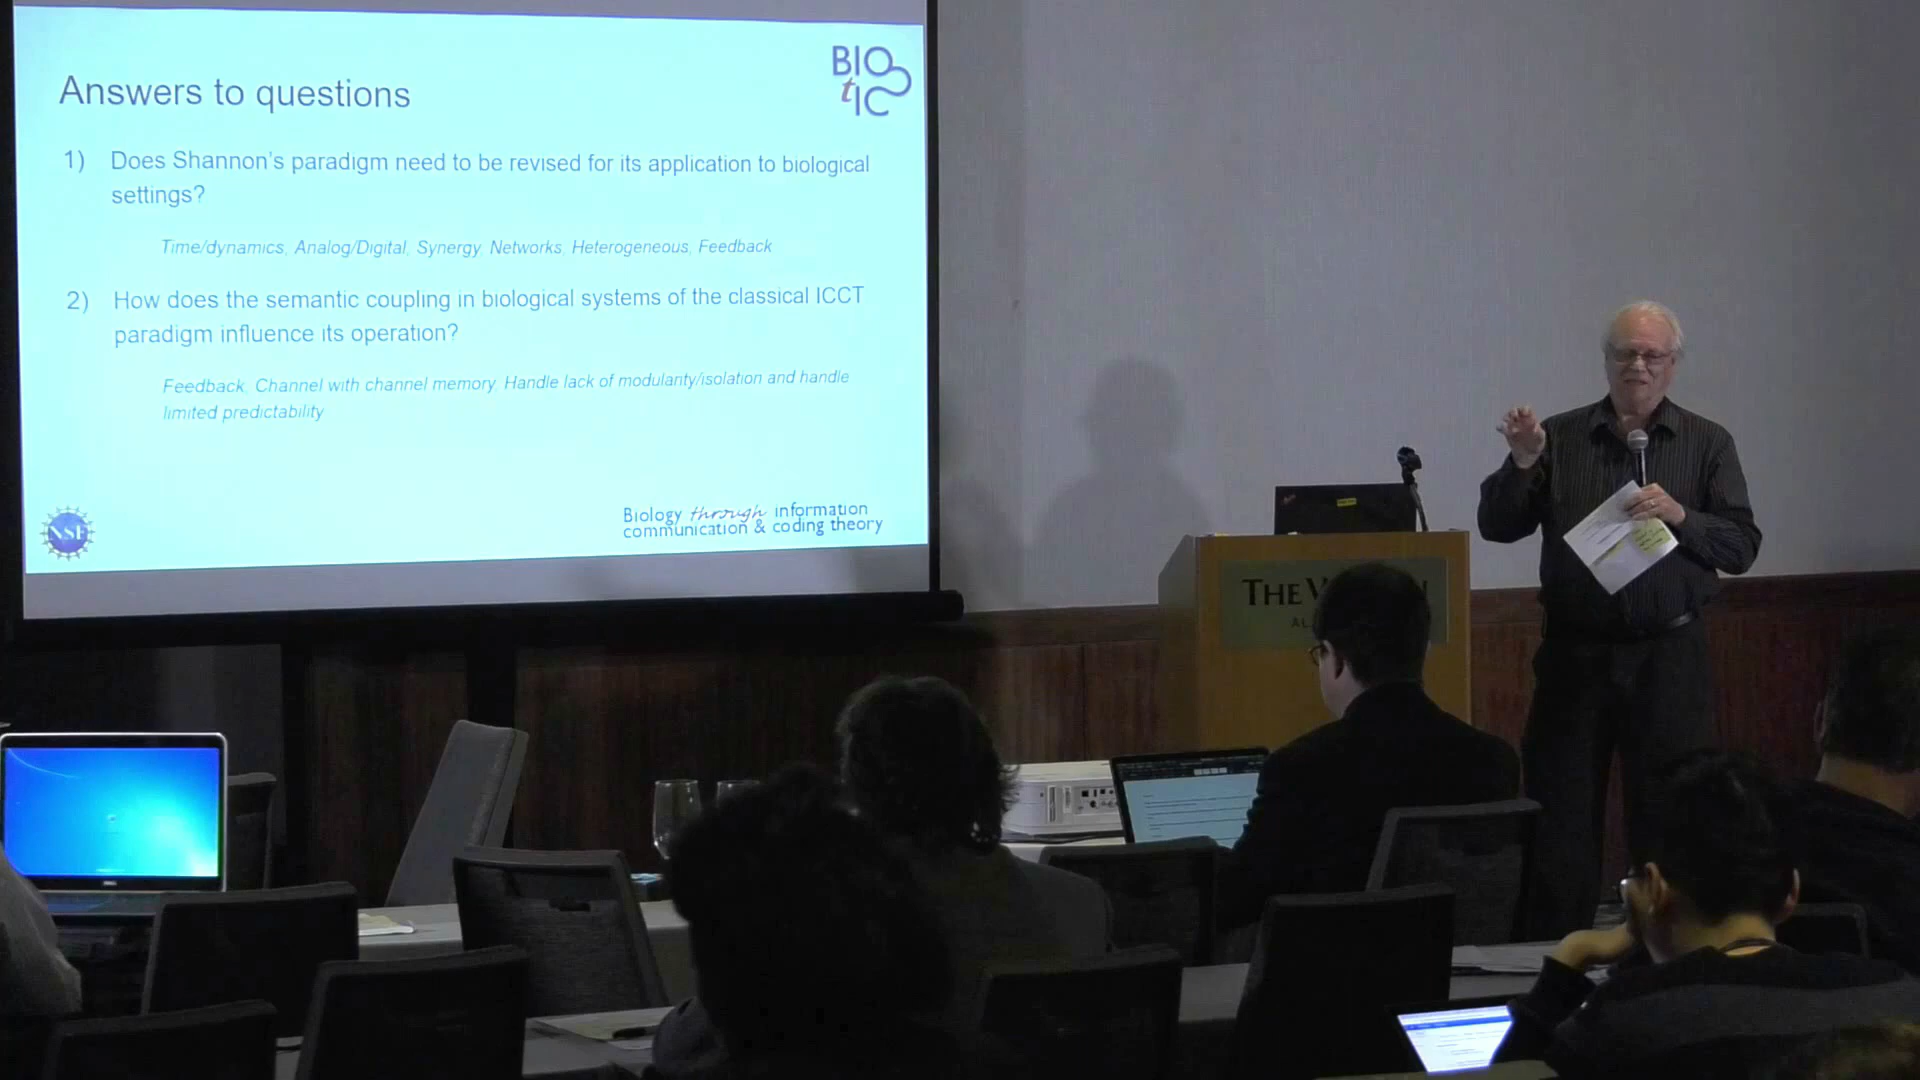 BIO
tIC
Answers to questions
1) Does Shannon's paradigm need to be revised for its application to biological
settings?
Time/dynamics, Analog/Digital, Synergy, Networks, Heterogeneous, Feedback
2) How does the semantic coupling in biological systems of the classical ICCT
paradigm influence its operation?
Feedback, Channel with channel memory, Handle lack of modularity/isolation and handle
limited predictability
NSF
Biology through information
communication & coding theory
THE